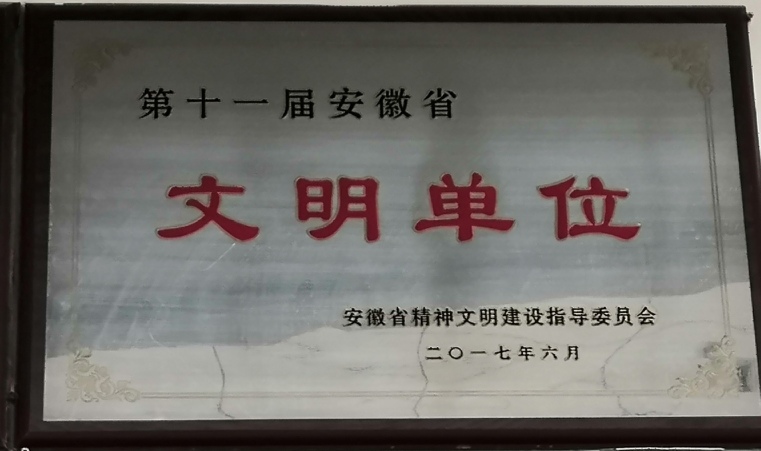 第十一届安徽省
文明单位
安徽省精神文明建设指导委员会
二〇一七年六月